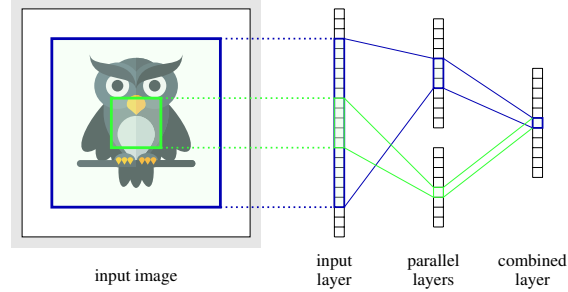 input image
input
layer
parallel
layers
combined
layer